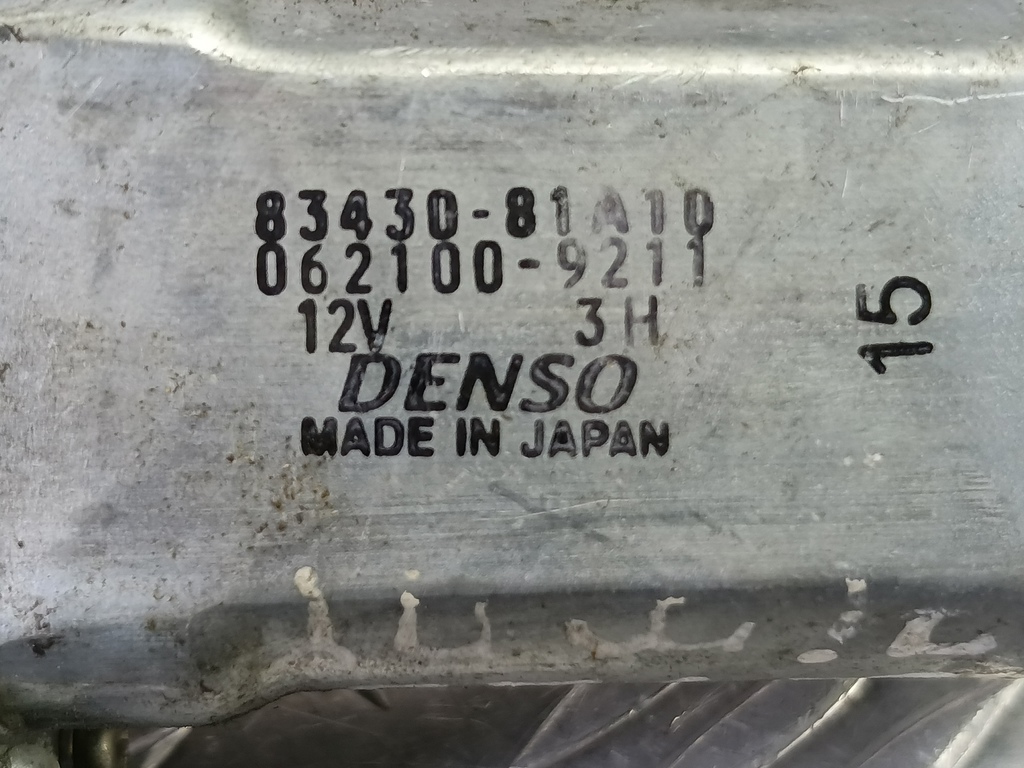 83430-81A10
062100-9211
12V 3H
DENSO
MADE IN JAPAN
15